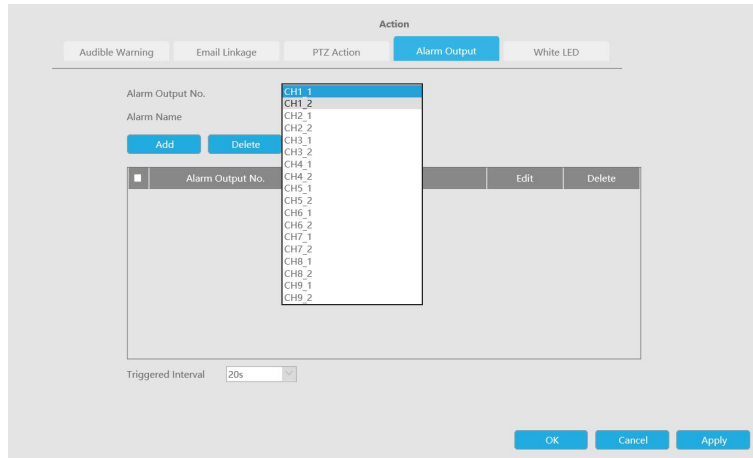 Action
Audible Warning Email Linkage PTZ Action Alarm Output White LED
Alarm Output No.
Alarm Name
Add Delete
CH1_1
CH1_2
CH2_1
CH2_2
CH3_1
CH3_2
CH4_1
CH4_2
CH5_1
CH5_2
CH6_1
CH6_2
CH7_1
CH7_2
CH8_1
CH8_2
CH9_1
CH9_2
Alarm Output No. Edit Delete
Triggered Interval 20s
OK Cancel Apply